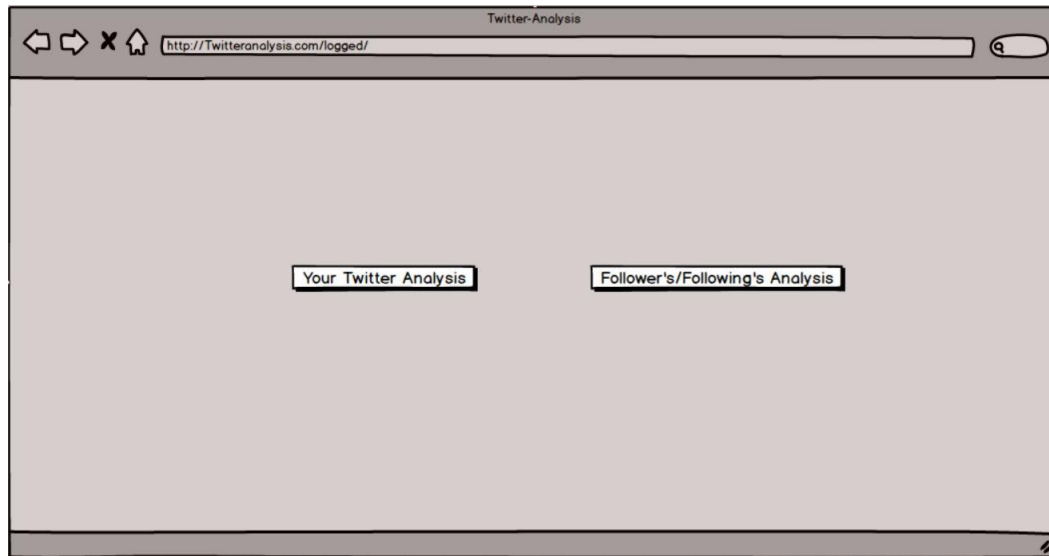 Twitter-Analysis
http://Twitteranalysis.com/logged/
Your Twitter Analysis
Follower's/Following's Analysis